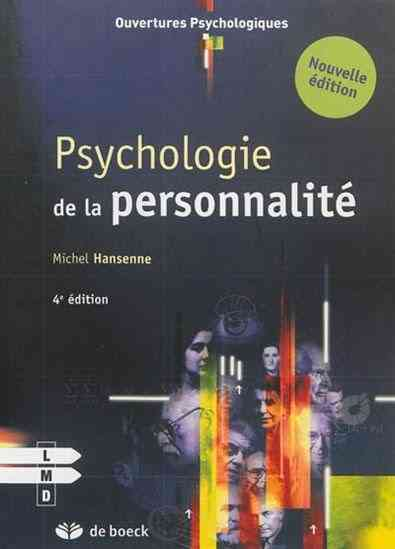 Ouvertures Psychologiques
Nouvelle
édition
Psychologie
de la personnalité
Michel Hansenne
4e édition
L
M
D
de boeck